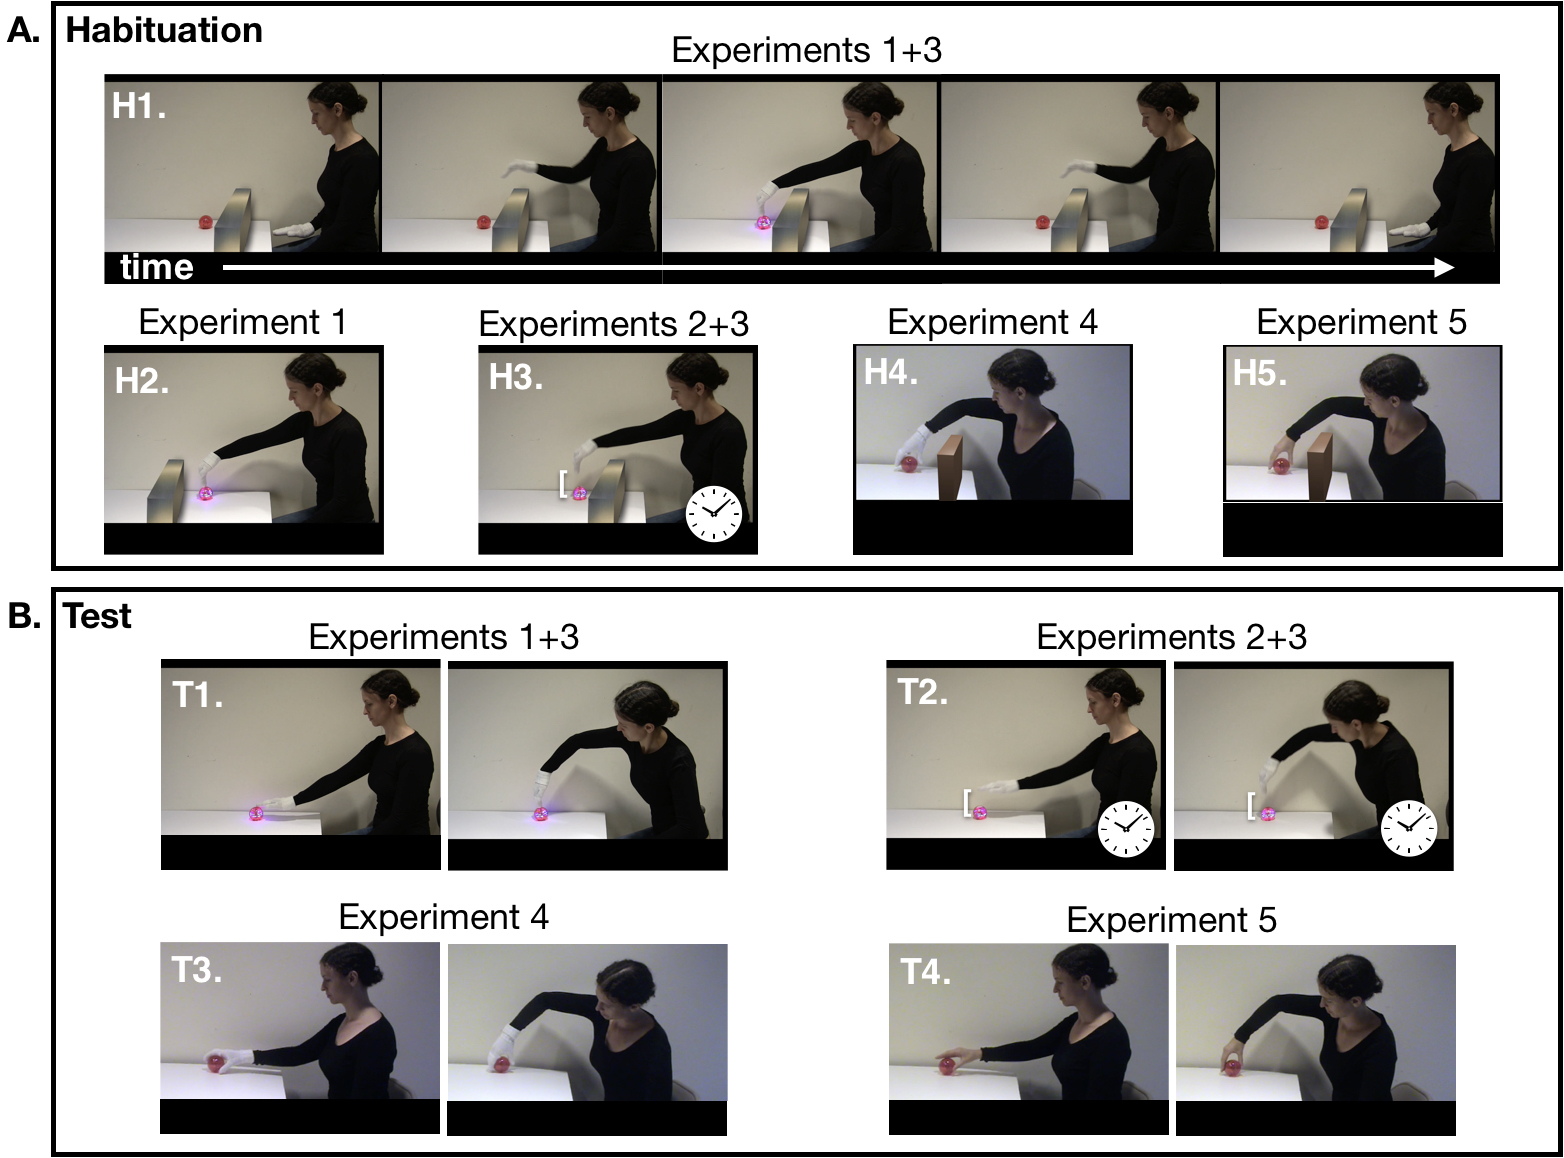 A. Habituation
Experiments 1+3
H1.
time
Experiment 1
Experiments 2+3
Experiment 4
Experiment 5
H2.
H3.
H4.
H5.
B. Test
Experiments 1+3
Experiments 2+3
T1.
T2.
Experiment 4
Experiment 5
T3.
T4.